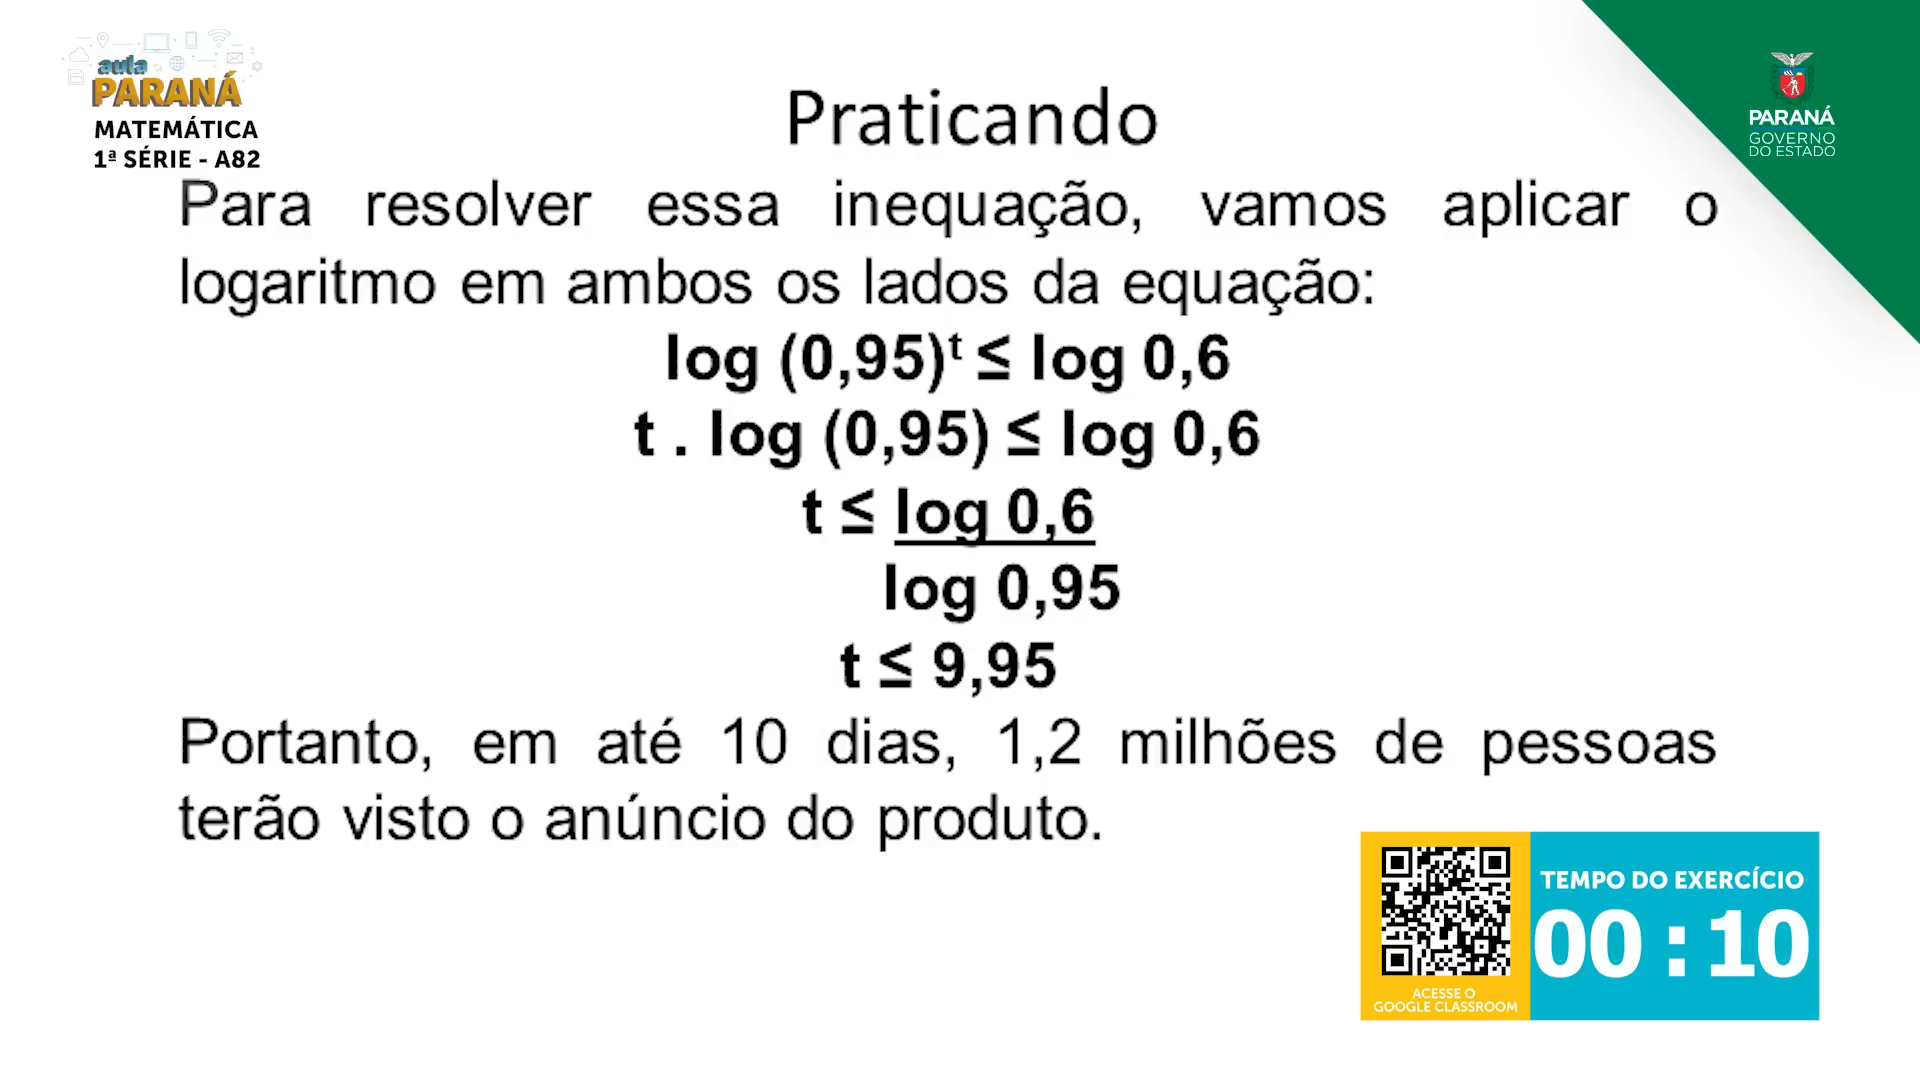 aula
PARANÁ
MATEMÁTICA
1ª SÉRIE - A82
PARANÁ
GOVERNO
DO ESTADO
Praticando
Para resolver essa inequação, vamos aplicar o
logaritmo em ambos os lados da equação:
log (0,95)ᵗ ≤ log 0,6
t . log (0,95) ≤ log 0,6
t ≤ log 0,6
log 0,95
t ≤ 9,95
Portanto, em até 10 dias, 1,2 milhões de pessoas
terão visto o anúncio do produto.
TEMPO DO EXERCÍCIO
00 : 10
ACESSE O
GOOGLE CLASSROOM